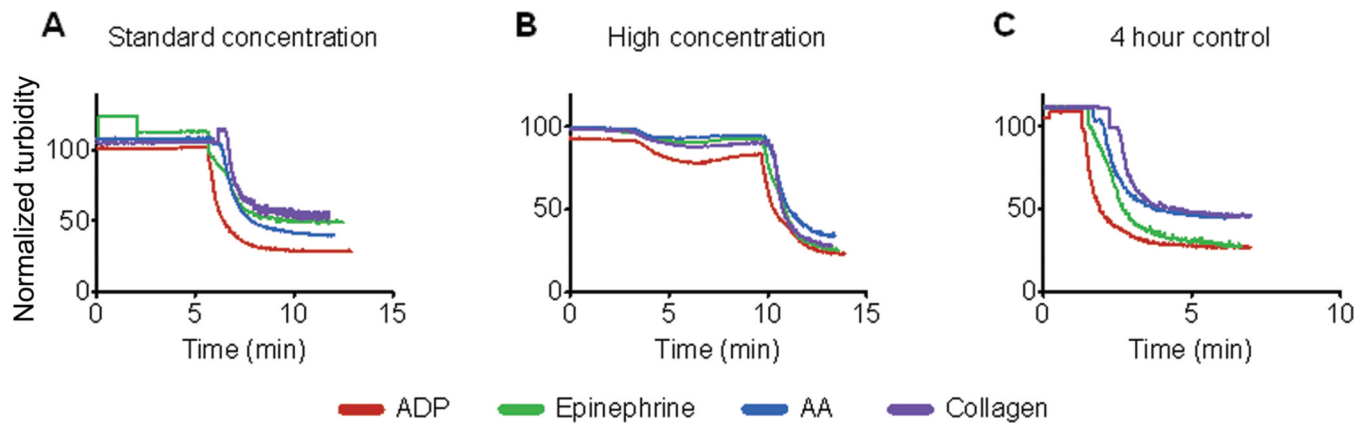 A Standard concentration
B High concentration
C 4 hour control
Normalized turbidity
100
50
0
0 5 10 15
Time (min)
100
50
0
0 5 10 15
Time (min)
100
50
0
0 5 10
Time (min)
ADP Epinephrine AA Collagen